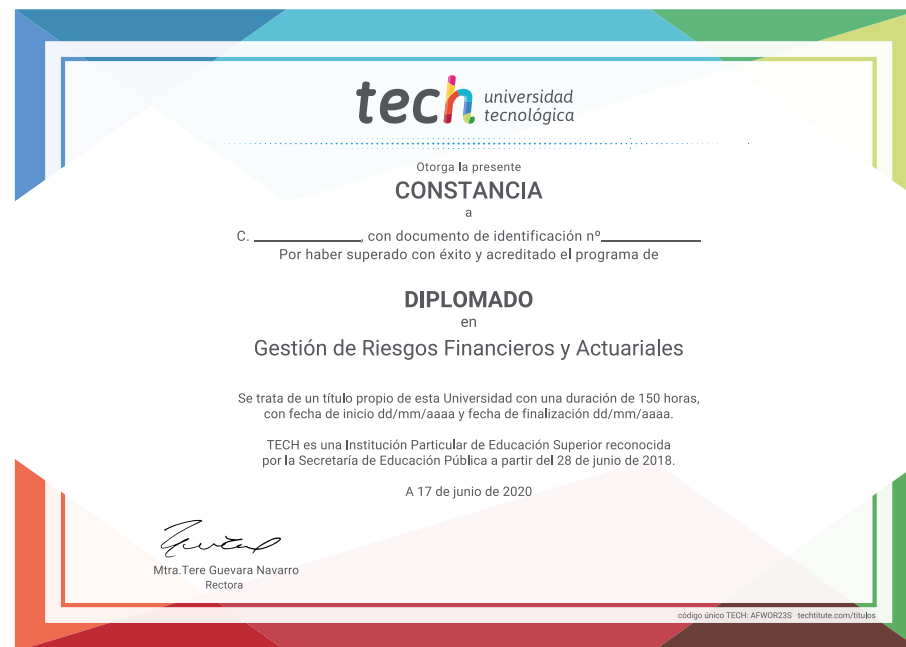 tech universidad
tecnológica
Otorga la presente
CONSTANCIA
a
C. ____________, con documento de identificación nº____________
Por haber superado con éxito y acreditado el programa de
DIPLOMADO
en
Gestión de Riesgos Financieros y Actuariales
Se trata de un título propio de esta Universidad con una duración de 150 horas,
con fecha de inicio dd/mm/aaaa y fecha de finalización dd/mm/aaaa.
TECH es una Institución Particular de Educación Superior reconocida
por la Secretaría de Educación Pública a partir del 28 de junio de 2018.
A 17 de junio de 2020
Mtra.Tere Guevara Navarro
Rectora
código único TECH: AFWOR23S techtitute.com/titulos